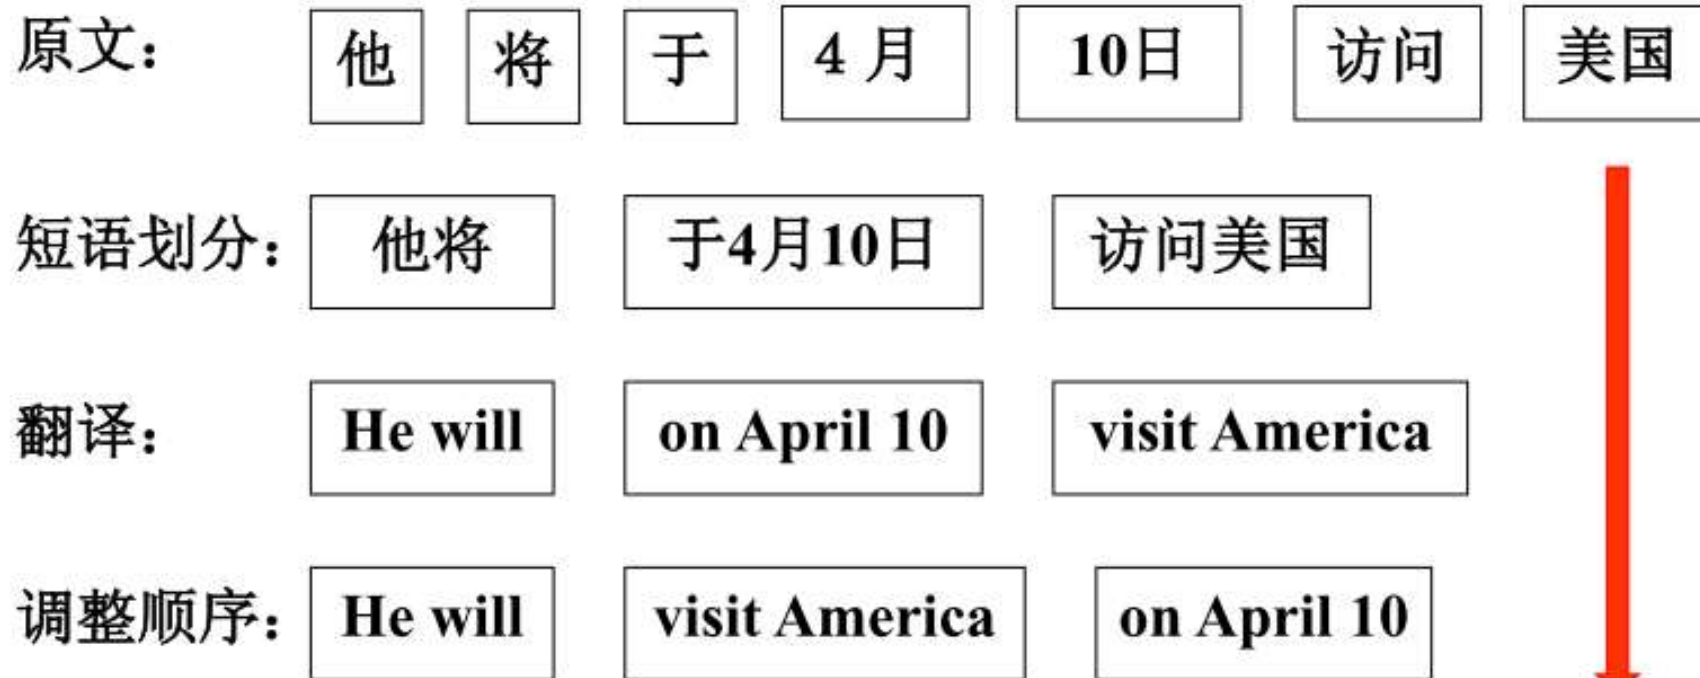 原文： 他 将 于 4 月 10日 访问 美国
短语划分： 他将 于4月10日 访问美国
翻译： He will on April 10 visit America
调整顺序： He will visit America on April 10